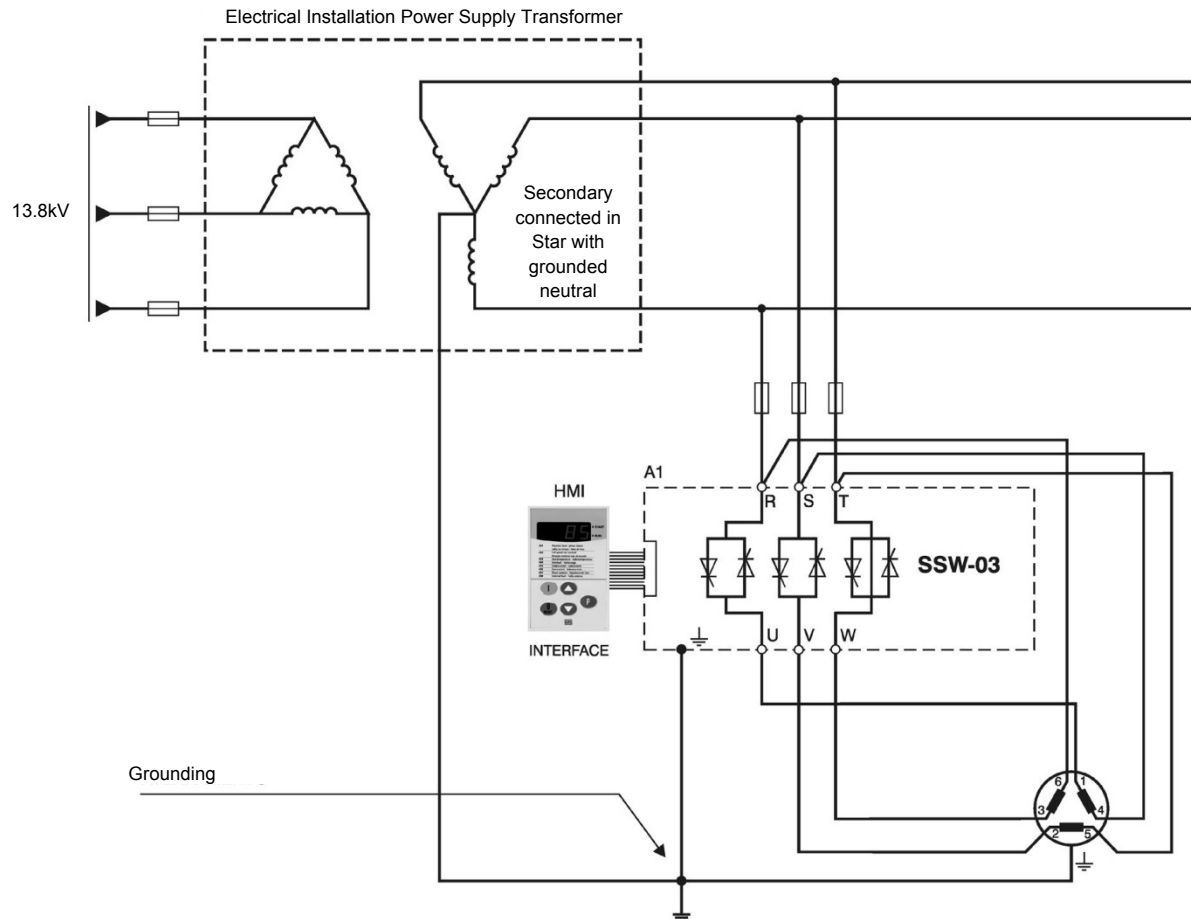 Electrical Installation Power Supply Transformer
13.8kV
Secondary
connected in
Star with
grounded
neutral
A1
R S T
HMI
85
SSW-03
I
F
U V W
INTERFACE
Grounding
6 1
3 4
2 5